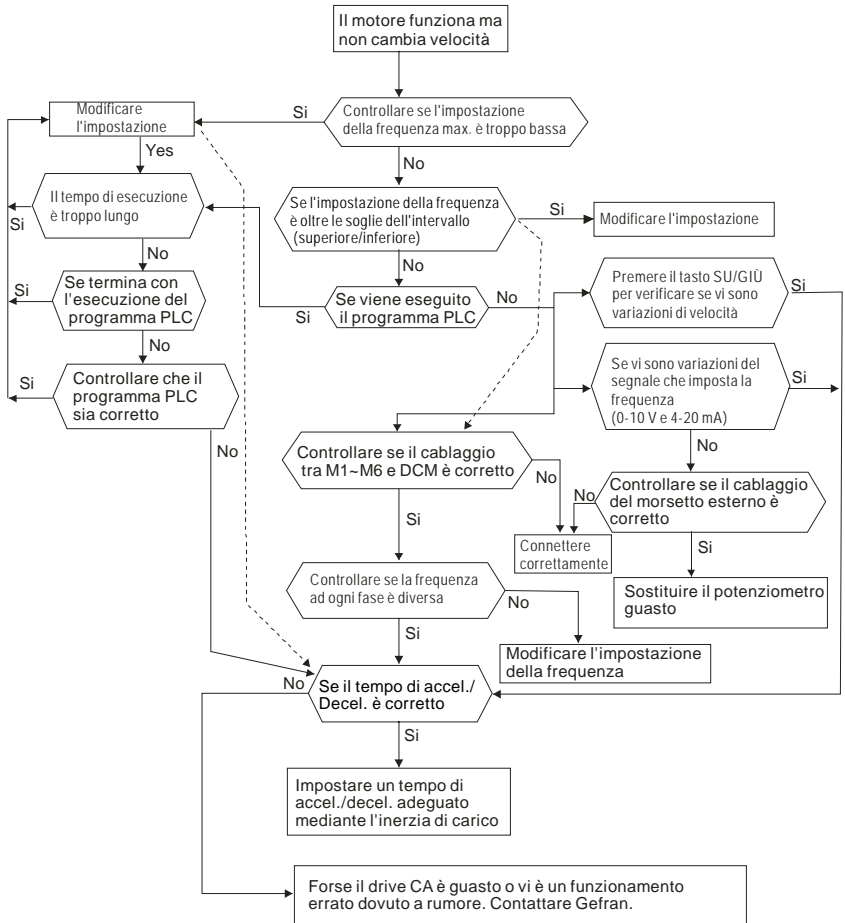 Il motore funziona ma
non cambia velocità
Si
Modificare
l'impostazione
Controllare se l'impostazione
della frequenza max. è troppo bassa
Yes
No
Il tempo di esecuzione
è troppo lungo
Si
Se l'impostazione della frequenza
è oltre le soglie dell'intervallo
(superiore/inferiore)
Si
Modificare l'impostazione
No
No
Si
Se termina con
l'esecuzione del
programma PLC
Si
Se viene eseguito
il programma PLC
No
Premere il tasto SU/GIÙ
per verificare se vi sono
variazioni di velocità
Si
No
Si
Controllare che il
programma PLC
sia corretto
Se vi sono variazioni del
segnale che imposta la
frequenza
(0-10 V e 4-20 mA)
Si
No
No
Controllare se il cablaggio
tra M1~M6 e DCM è corretto
No
No
Controllare se il cablaggio
del morsetto esterno è
corretto
Si
Connettere
correttamente
Si
Controllare se la frequenza
ad ogni fase è diversa
No
Sostituire il potenziometro
guasto
Si
Modificare l'impostazione
della frequenza
No
Se il tempo di accel./
Decel. è corretto
Si
Impostare un tempo di
accel./decel. adeguato
mediante l'inerzia di carico
Forse il drive CA è guasto o vi è un funzionamento
errato dovuto a rumore. Contattare Gefran.